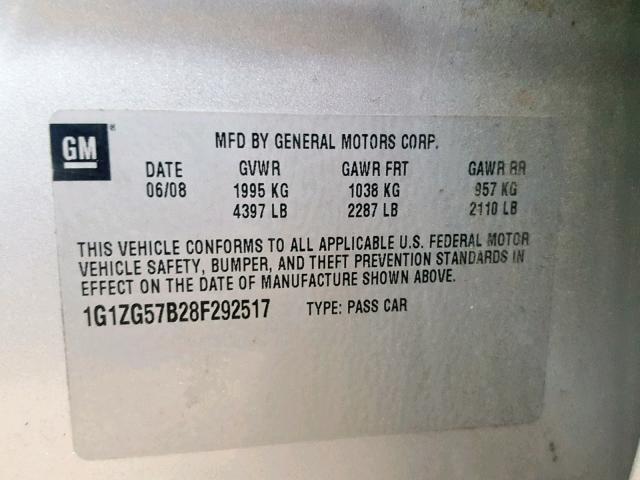 GM®
MFD BY GENERAL MOTORS CORP.
DATE GVWR GAWR FRT GAWR RR
06/08 1995 KG 1038 KG 957 KG
4397 LB 2287 LB 2110 LB
THIS VEHICLE CONFORMS TO ALL APPLICABLE U.S. FEDERAL MOTOR
VEHICLE SAFETY, BUMPER, AND THEFT PREVENTION STANDARDS IN
EFFECT ON THE DATE OF MANUFACTURE SHOWN ABOVE.
1G1ZG57B28F292517 TYPE: PASS CAR